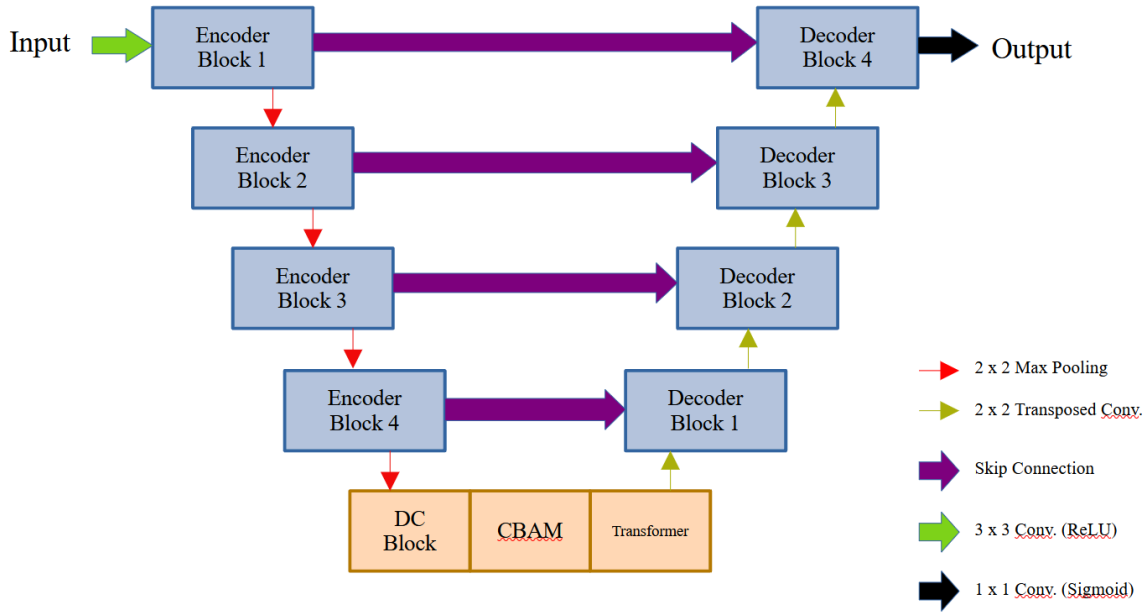 Input
Encoder
Block 1
Decoder
Block 4
Output
Encoder
Block 2
Decoder
Block 3
Encoder
Block 3
Decoder
Block 2
Encoder
Block 4
Decoder
Block 1
DC
Block
CBAM
Transformer
2 x 2 Max Pooling
2 x 2 Transposed Conv.
Skip Connection
3 x 3 Conv. (ReLU)
1 x 1 Conv. (Sigmoid)